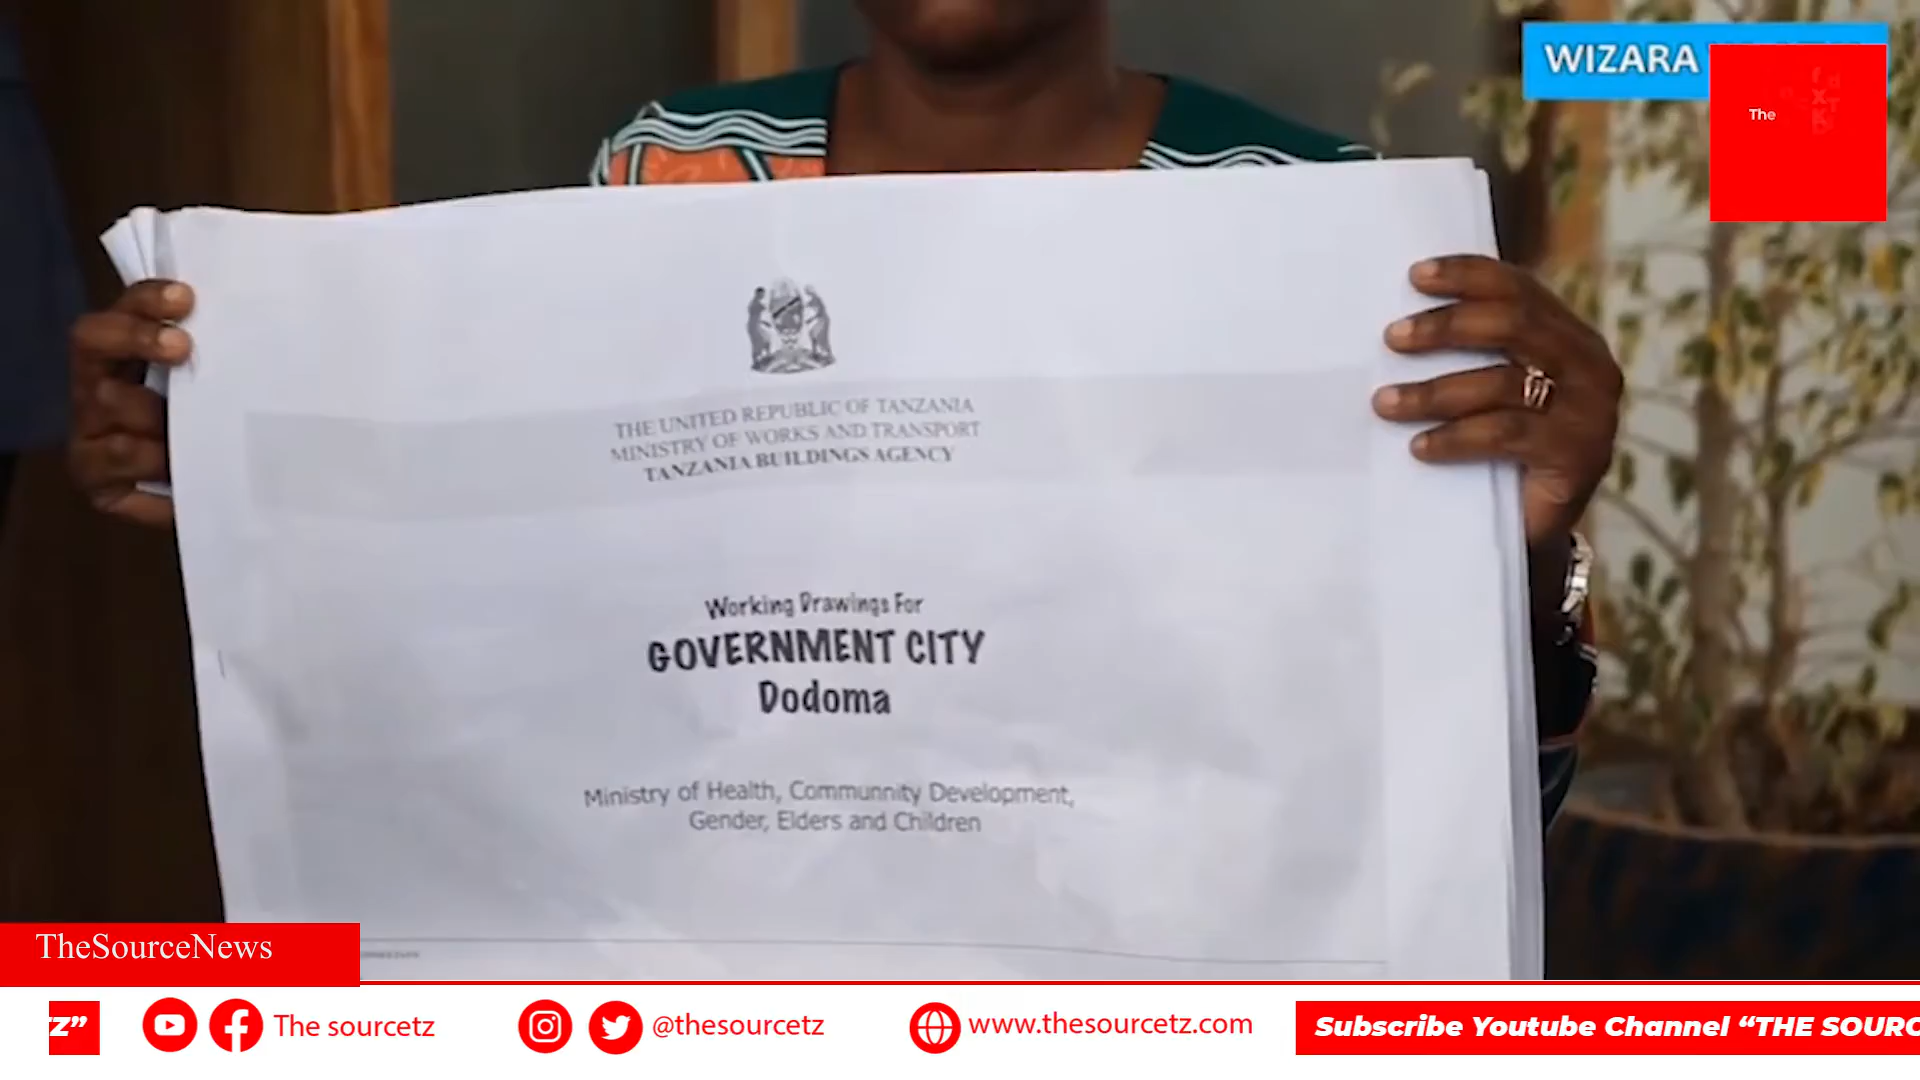 WIZARA
The
THE UNITED REPUBLIC OF TANZANIA
MINISTRY OF WORKS AND TRANSPORT
TANZANIA BUILDINGS AGENCY
Working Drawings For
GOVERNMENT CITY
Dodoma
Ministry of Health, Communnity Development,
Gender, Elders and Children
TheSourceNews
Z” The sourcetz @thesourcetz www.thesourcetz.com Subscribe Youtube Channel “THE SOURC